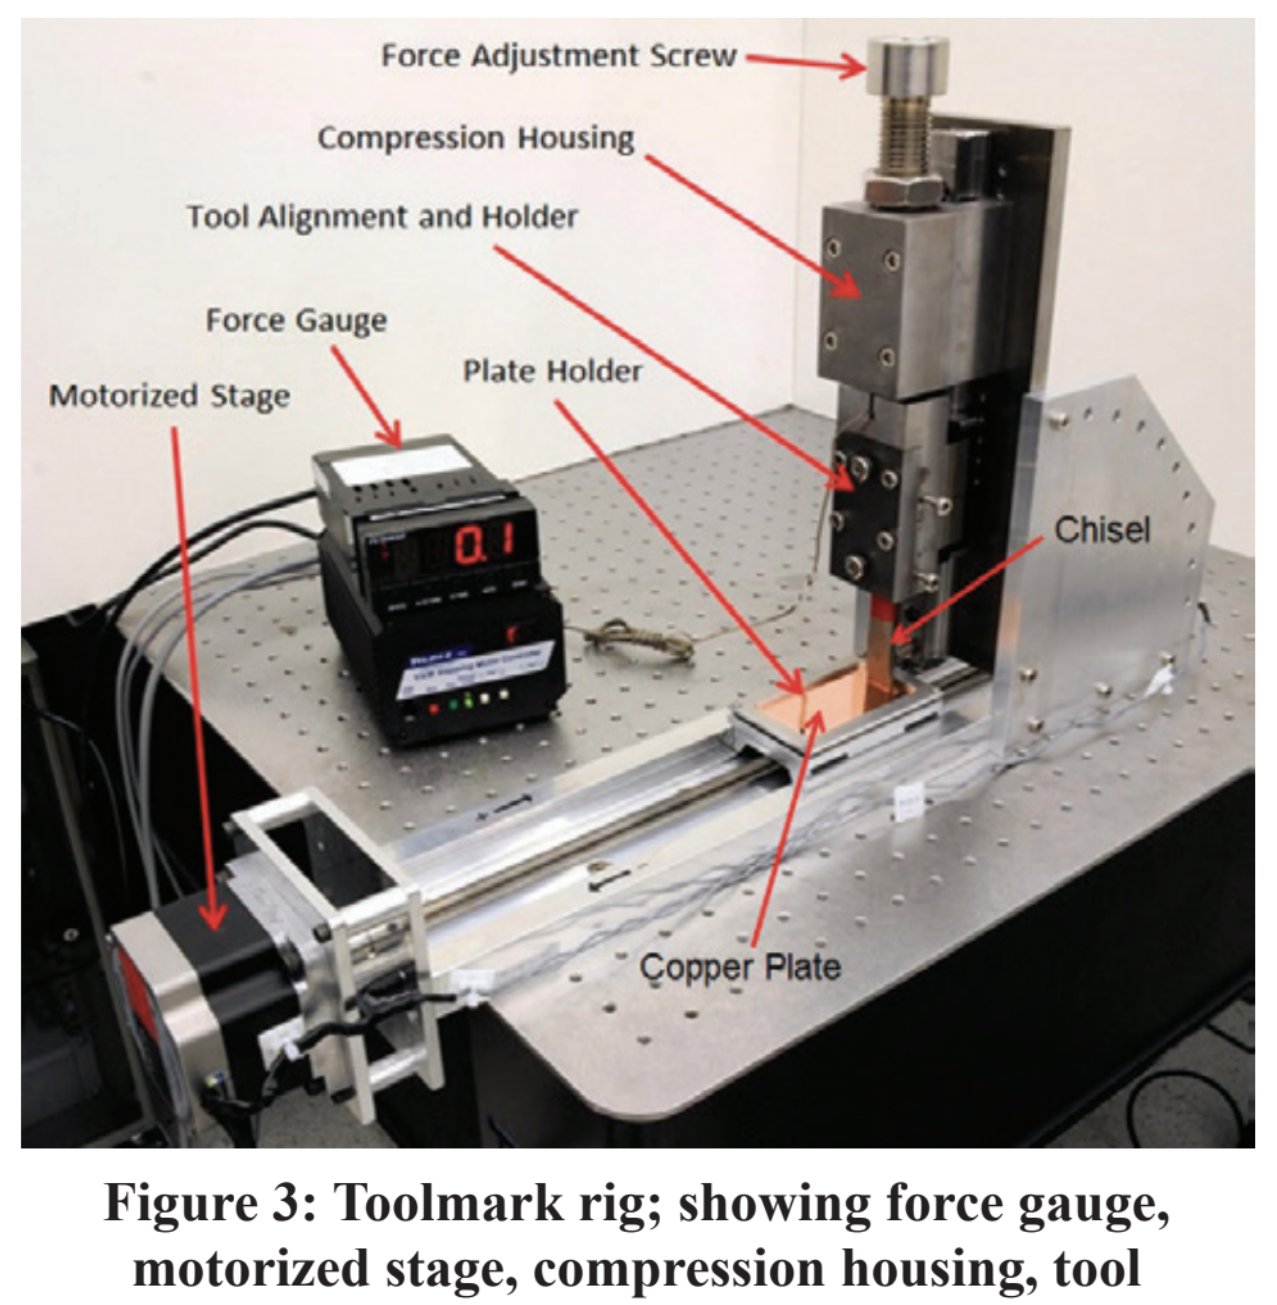 Force Adjustment Screw
Compression Housing
Tool Alignment and Holder
Force Gauge
Plate Holder
Motorized Stage
0.1
Chisel
Copper Plate
Figure 3: Toolmark rig; showing force gauge,
motorized stage, compression housing, tool